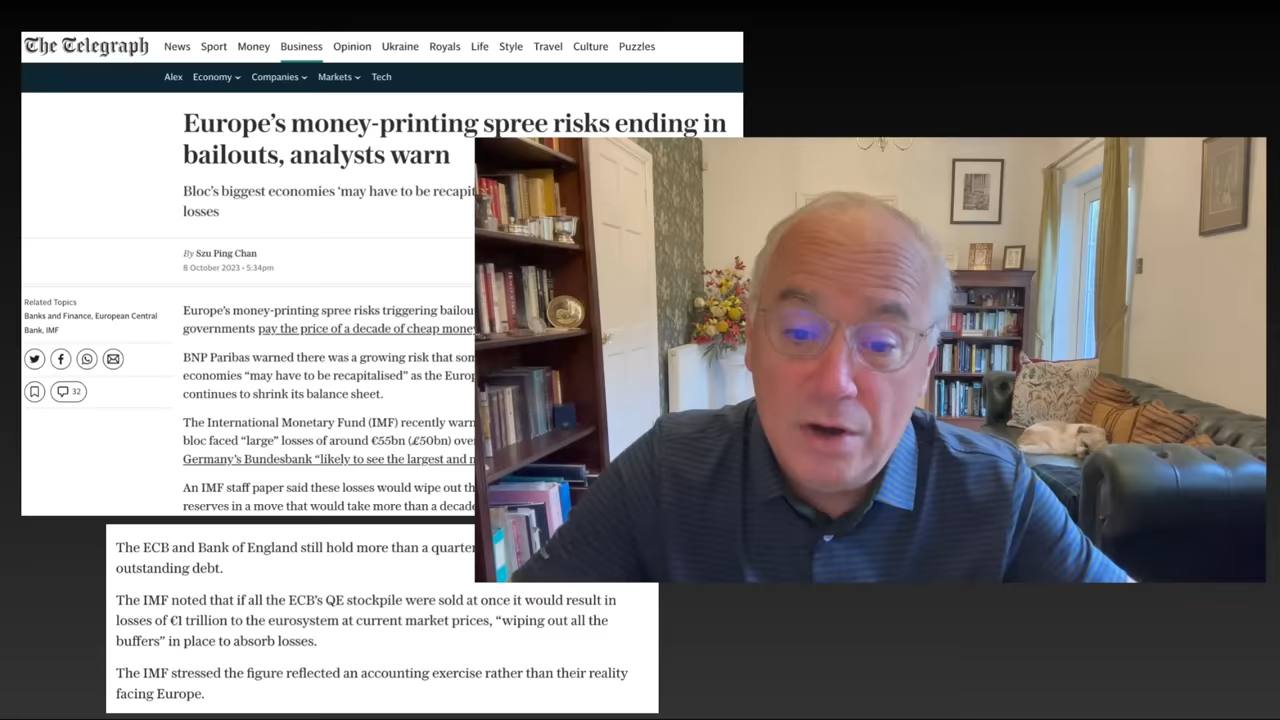 The Telegraph
News Sport Money Business Opinion Ukraine Royals Life Style Travel Culture Puzzles
Alex Economy Companies Markets Tech
Europe's money-printing spree risks ending in
bailouts, analysts warn
Bloc's biggest economies 'may have to be
losses
By Szu Ping Chan
8 October 2023 • 5:34pm
Related Topics
Banks and Finance, European Central
Bank, IMF
32
Europe's money-printing spree risks triggering
governments pay the price of a decade of cheap
BNP Paribas warned there was a growing risk that
economies "may have to be recapitalised" as the
continues to shrink its balance sheet.
The International Monetary Fund (IMF) recently
bloc faced "large" losses of around €55bn (£50bn)
Germany's Bundesbank "likely to see the largest and
An IMF staff paper said these losses would wipe out
reserves in a move that would take more than a decade
The ECB and Bank of England still hold more than a quarter
outstanding debt.
The IMF noted that if all the ECB's QE stockpile were sold at once it would result in
losses of €1 trillion to the eurosystem at current market prices, "wiping out all the
buffers" in place to absorb losses.
The IMF stressed the figure reflected an accounting exercise rather than their reality
facing Europe.